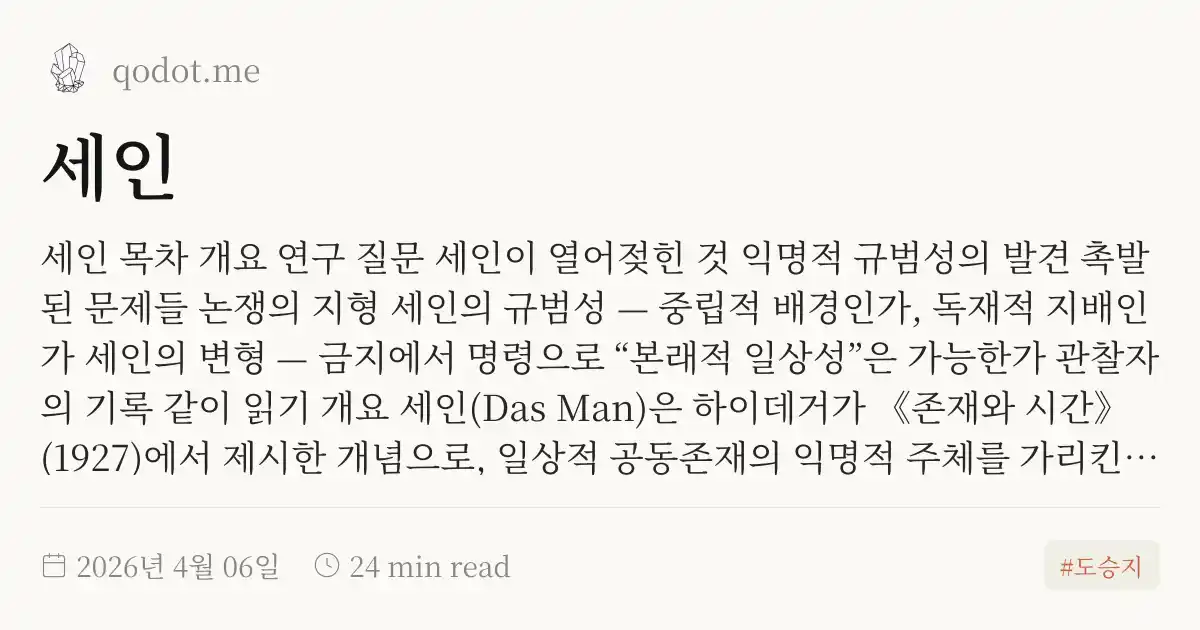 qodot.me
세인
세인 목차 개요 연구 질문 세인이 열어젖힌 것 익명적 규범성의 발견 촉발
된 문제들 논쟁의 지형 세인의 규범성 — 중립적 배경인가, 독재적 지배인
가 세인의 변형 — 금지에서 명령으로 “본래적 일상성”은 가능한가 관찰자
의 기록 같이 읽기 개요 세인(Das Man)은 하이데거가 《존재와 시간》
(1927)에서 제시한 개념으로, 일상적 공동존재의 익명적 주체를 가리킨…
2026년 4월 06일 24 min read #도승지